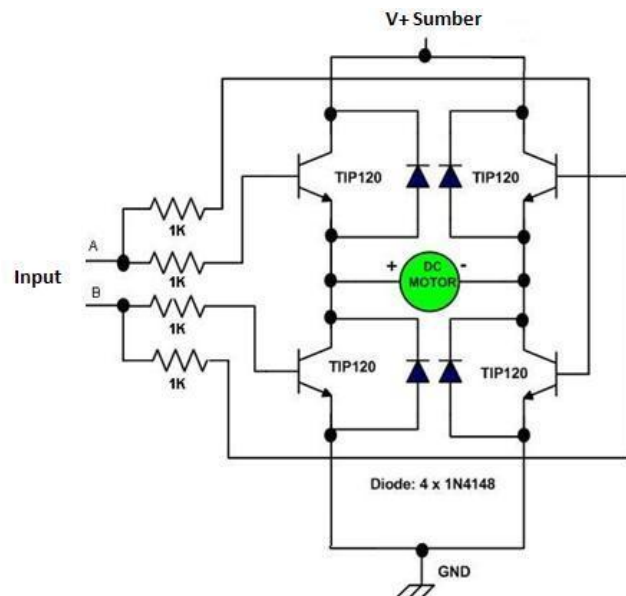 V+ Sumber
TIP120
TIP120
1K
A
Input
1K
B
+
DC
MOTOR
-
1K
TIP120
TIP120
1K
Diode: 4 x 1N4148
GND